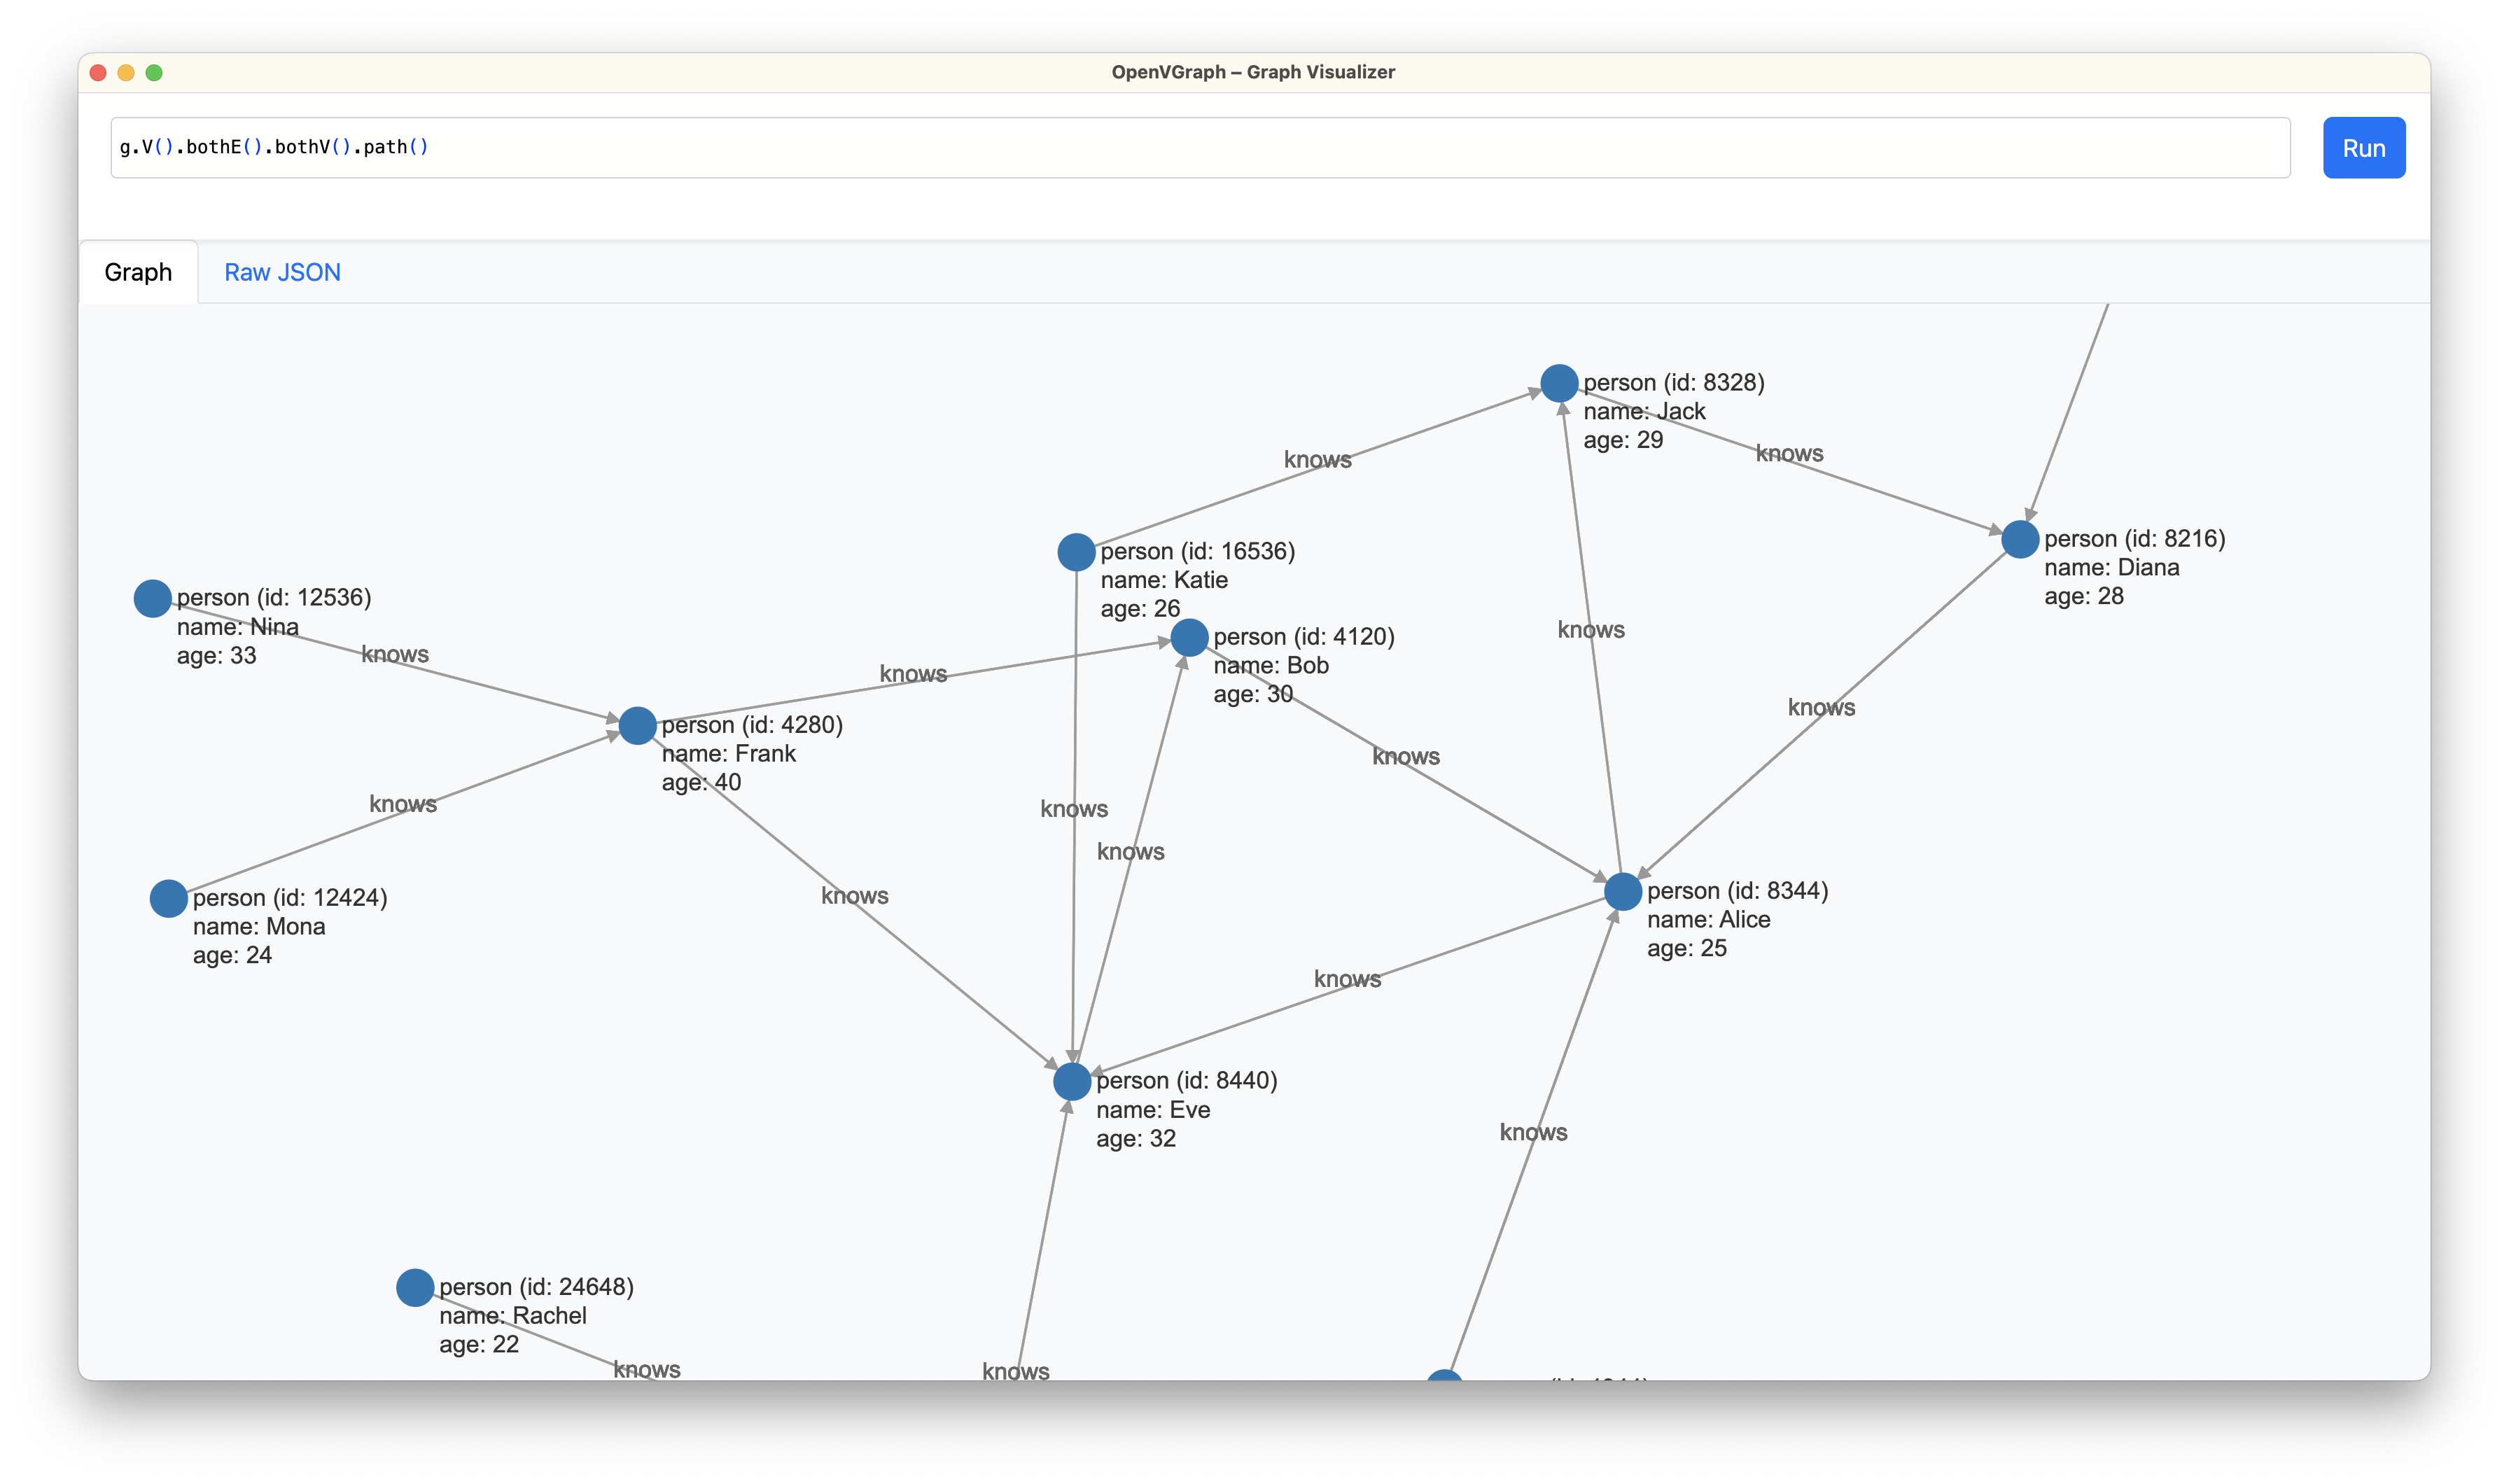 OpenVGraph – Graph Visualizer
g.V().bothE().bothV().path()
Run
Graph
Raw JSON
person (id: 8328)
name: Jack
age: 29
knows
knows
person (id: 8216)
name: Diana
age: 28
person (id: 16536)
name: Katie
age: 26
person (id: 12536)
name: Nina
age: 33
knows
knows
person (id: 4120)
name: Bob
age: 30
knows
knows
person (id: 4280)
name: Frank
age: 40
knows
knows
knows
knows
knows
person (id: 8344)
name: Alice
age: 25
person (id: 12424)
name: Mona
age: 24
knows
person (id: 8440)
name: Eve
age: 32
knows
person (id: 24648)
name: Rachel
age: 22
knows
knows